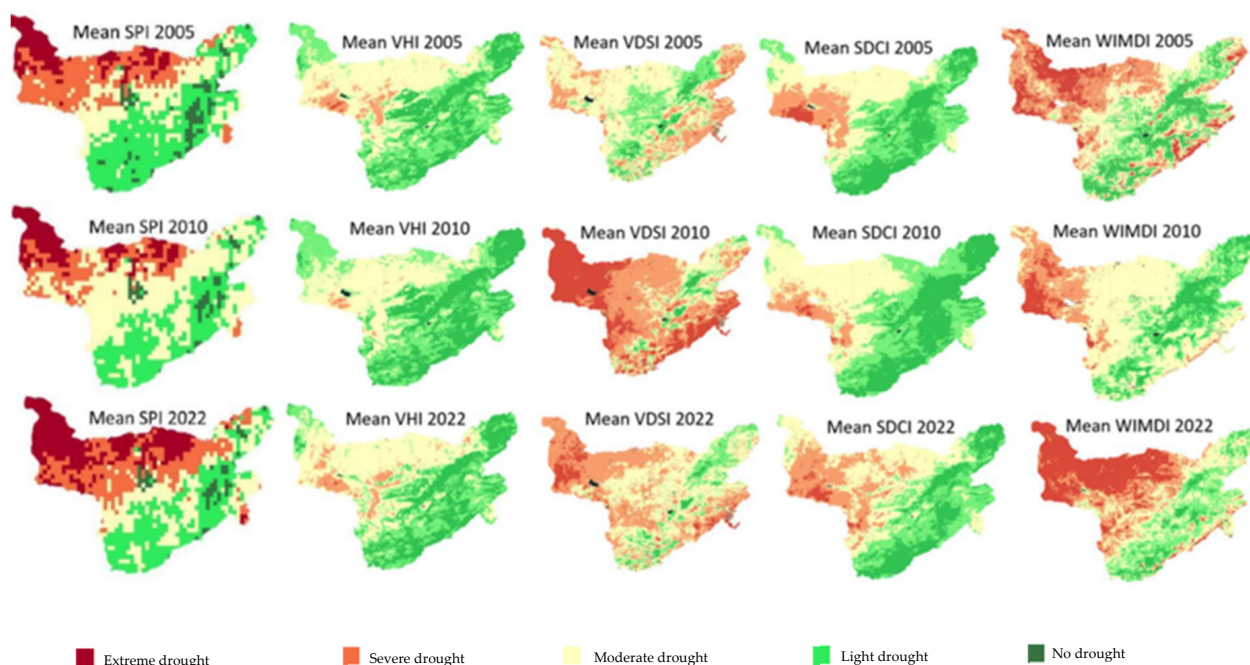 Mean SPI 2005
Mean VHI 2005
Mean VDSI 2005
Mean SDCI 2005
Mean WIMDI 2005
Mean SPI 2010
Mean VHI 2010
Mean VDSI 2010
Mean SDCI 2010
Mean WIMDI 2010
Mean SPI 2022
Mean VHI 2022
Mean VDSI 2022
Mean SDCI 2022
Mean WIMDI 2022
Extreme drought
Severe drought
Moderate drought
Light drought
No drought